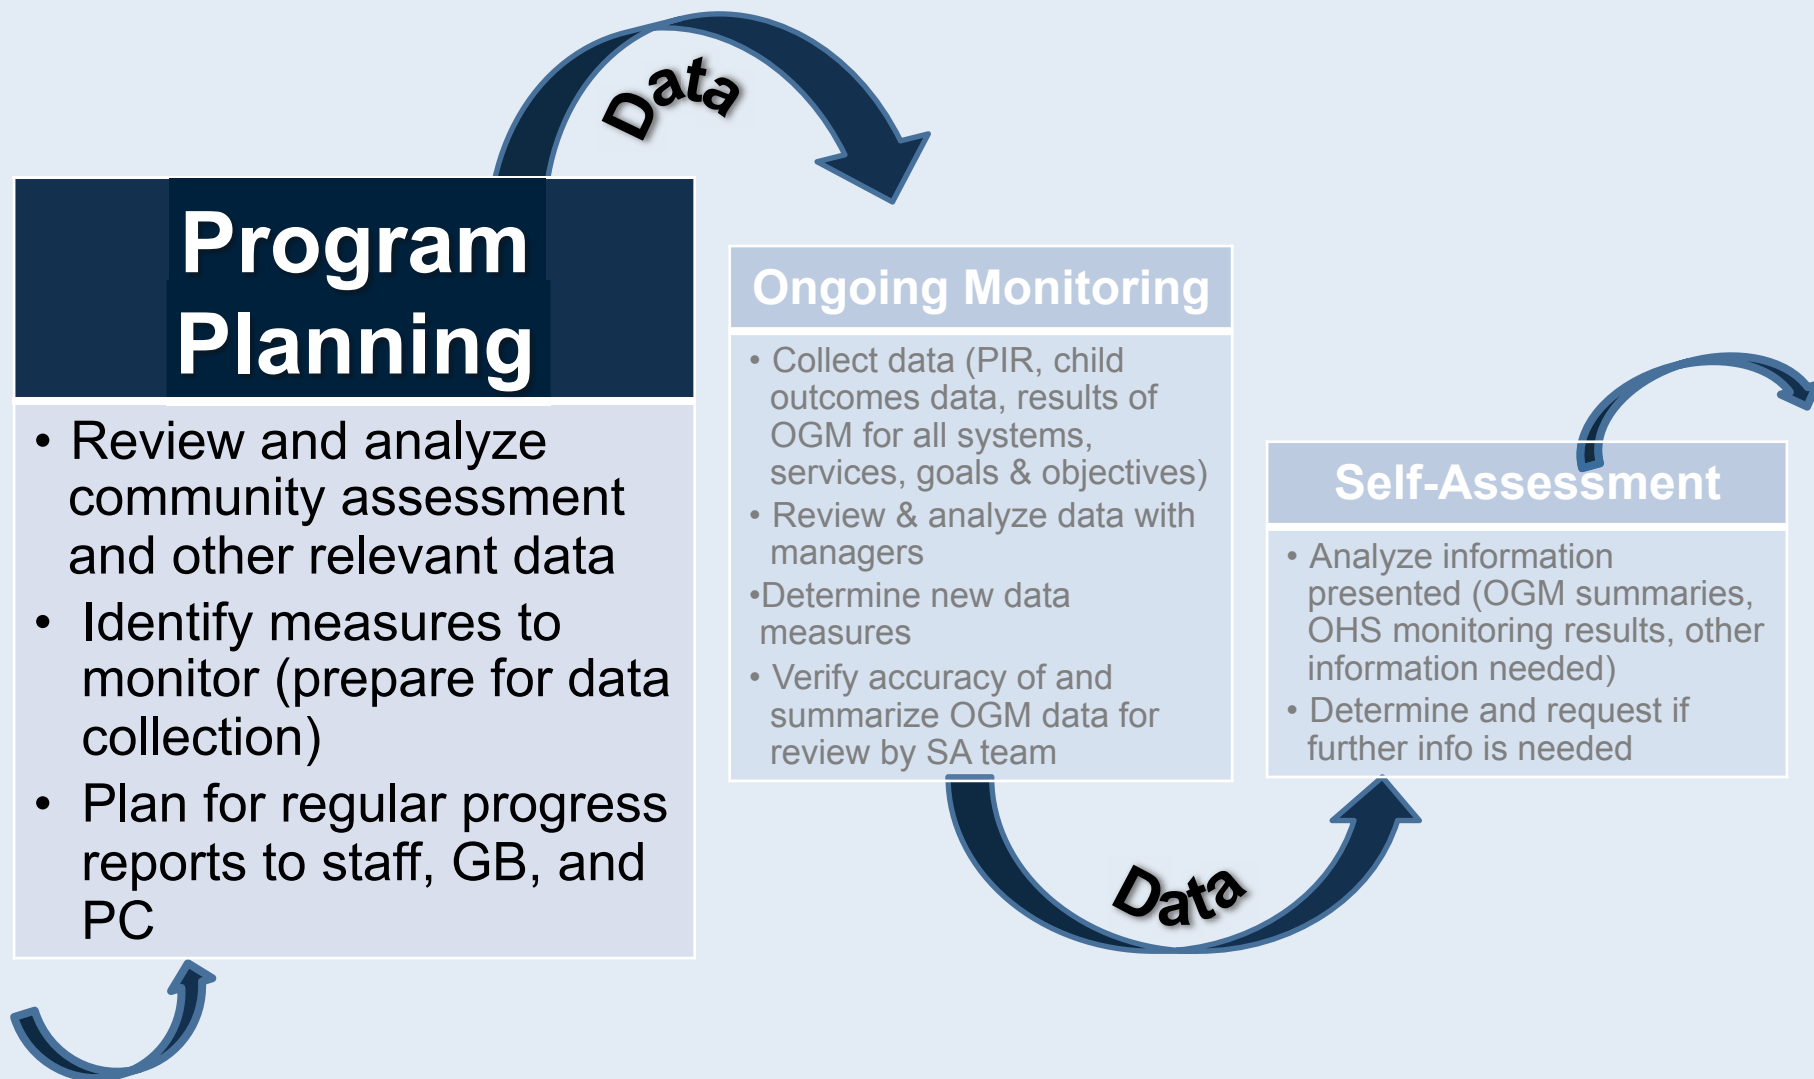 Data
Program
Planning
• Review and analyze
community assessment
and other relevant data
• Identify measures to
monitor (prepare for data
collection)
• Plan for regular progress
reports to staff, GB, and
PC
Ongoing Monitoring
• Collect data (PIR, child
outcomes data, results of
OGM for all systems,
services, goals & objectives)
• Review & analyze data with
managers
•Determine new data
measures
• Verify accuracy of and
summarize OGM data for
review by SA team
Data
Self-Assessment
• Analyze information
presented (OGM summaries,
OHS monitoring results, other
information needed)
• Determine and request if
further info is needed